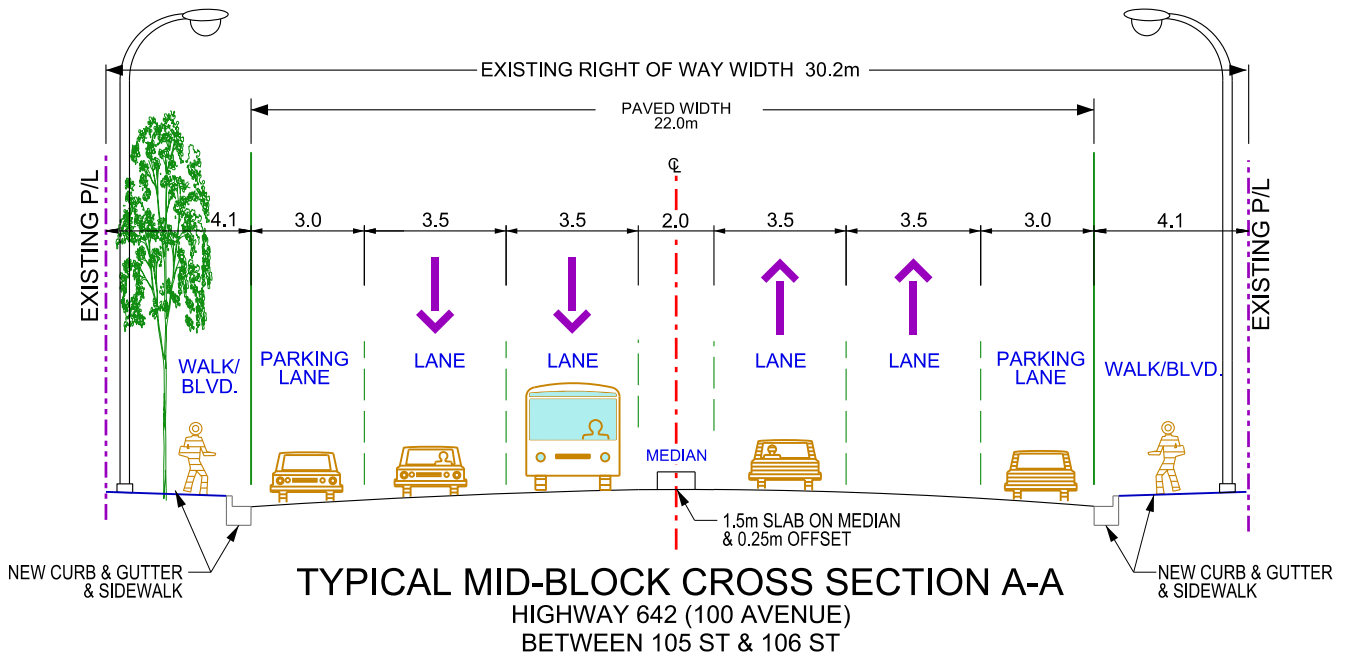 EXISTING RIGHT OF WAY WIDTH 30.2m
PAVED WIDTH
22.0m
℄
EXISTING P/L
4.1
3.0
3.5
3.5
2.0
3.5
3.5
3.0
4.1
EXISTING P/L
WALK/
BLVD.
PARKING
LANE
LANE
LANE
MEDIAN
LANE
LANE
PARKING
LANE
WALK/BLVD.
1.5m SLAB ON MEDIAN
& 0.25m OFFSET
NEW CURB & GUTTER
& SIDEWALK
NEW CURB & GUTTER
& SIDEWALK
TYPICAL MID-BLOCK CROSS SECTION A-A
HIGHWAY 642 (100 AVENUE)
BETWEEN 105 ST & 106 ST